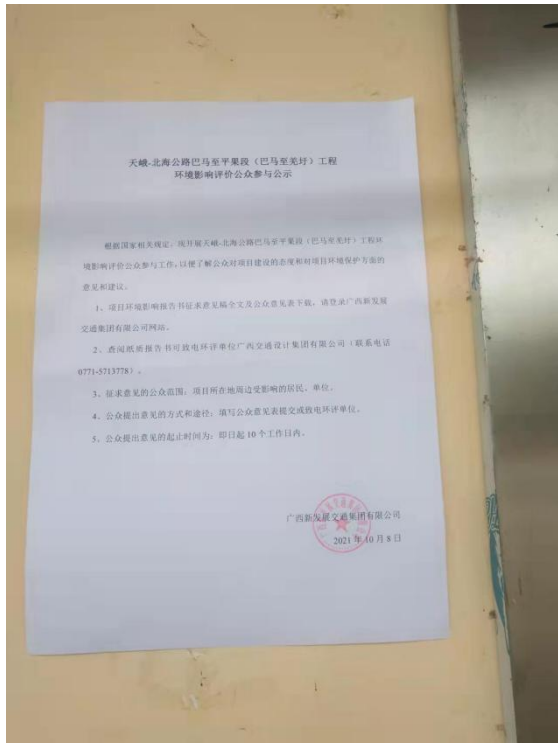 天峨-北海公路巴马至平果段（巴马至羌圩）工程
环境影响评价公众参与公示
根据国家相关规定，现开展天峨-北海公路巴马至平果段（巴马至羌圩）工程环
境影响评价公众参与工作，以便了解公众对项目建设的态度和对项目环境保护方面的
意见和建议。
1、项目环境影响报告书征求意见稿全文及公众意见表下载，请登录广西新发展
交通集团有限公司网站。
2、查阅纸质报告书可致电环评单位广西交通设计集团有限公司（联系电话
0771-5713778）。
3、征求意见的公众范围：项目所在地周边受影响的居民、单位。
4、公众提出意见的方式和途径：填写公众意见表提交或致电环评单位。
5、公众提出意见的起止时间为：即日起 10 个工作日内。
广西新发展交通集团有限公司
2021 年 10 月 8 日